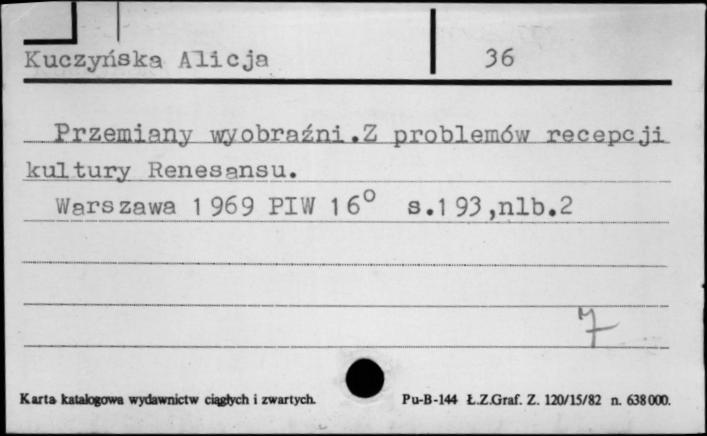 Kuczyńska Alicja 36
Przemiany wyobraźni.Z problemów recepcji
kultury Renesansu.
Warszawa 1969 PIW 16° s.193,nlb.2
7
Karta katalogowa wydawnictw ciągłych i zwartych. Pu-B-144 Ł.Z.Graf. Z. 120/15/82 n. 638000.